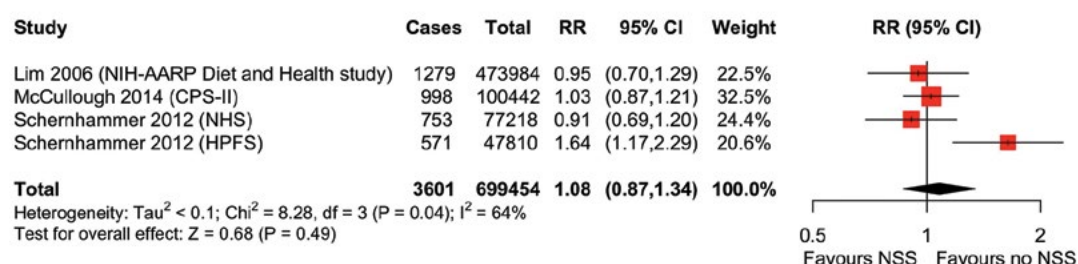 Study Cases Total RR 95% CI Weight RR (95% CI)
Lim 2006 (NIH-AARP Diet and Health study) 1279 473984 0.95 (0.70,1.29) 22.5%
McCullough 2014 (CPS-II) 998 100442 1.03 (0.87,1.21) 32.5%
Schernhammer 2012 (NHS) 753 77218 0.91 (0.69,1.20) 24.4%
Schernhammer 2012 (HPFS) 571 47810 1.64 (1.17,2.29) 20.6%
Total 3601 699454 1.08 (0.87,1.34) 100.0%
Heterogeneity: Tau² < 0.1; Chi² = 8.28, df = 3 (P = 0.04); I² = 64%
Test for overall effect: Z = 0.68 (P = 0.49)
0.5 1 2
Favours NSS Favours no NSS